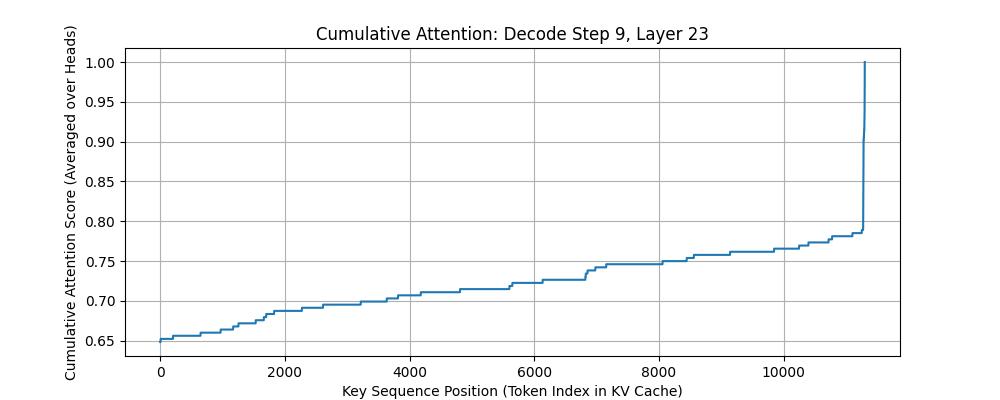 Cumulative Attention: Decode Step 9, Layer 23
Cumulative Attention Score (Averaged over Heads)
1.00
0.95
0.90
0.85
0.80
0.75
0.70
0.65
0 2000 4000 6000 8000 10000
Key Sequence Position (Token Index in KV Cache)